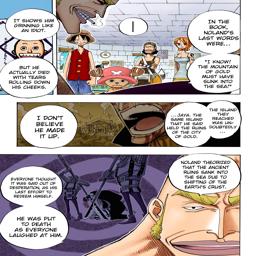 IT SHOWS HIM
GRINNING LIKE
AN IDIOT.
!
IN THE
BOOK,
NOLAND'S
LAST WORDS
WERE...
"I KNOW!
THE MOUNTAIN
OF GOLD
MUST HAVE
SUNK INTO
THE SEA!"
BUT HE
ACTUALLY
DIED WITH
TEARS
ROLLING DOWN
HIS CHEEKS.
I DON'T
BELIEVE
HE MADE
IT UP.
THE ISLAND
THEY
REACHED
WAS UN-
DOUBTEDLY
...JAYA. THE
SAME ISLAND
THAT HE SAID
HELD THE RUINS
OF THE CITY
OF GOLD.
NOLAND THEORIZED
THAT THE ANCIENT
RUINS SANK INTO
THE SEA DUE TO
SHIFTING OF THE
EARTH'S CRUST.
EVERYONE THOUGHT
IT WAS SAID OUT OF
DESPERATION, AS HIS
LAST EFFORT TO
REDEEM HIMSELF.
HE WAS PUT
TO DEATH
AS EVERYONE
LAUGHED AT HIM.